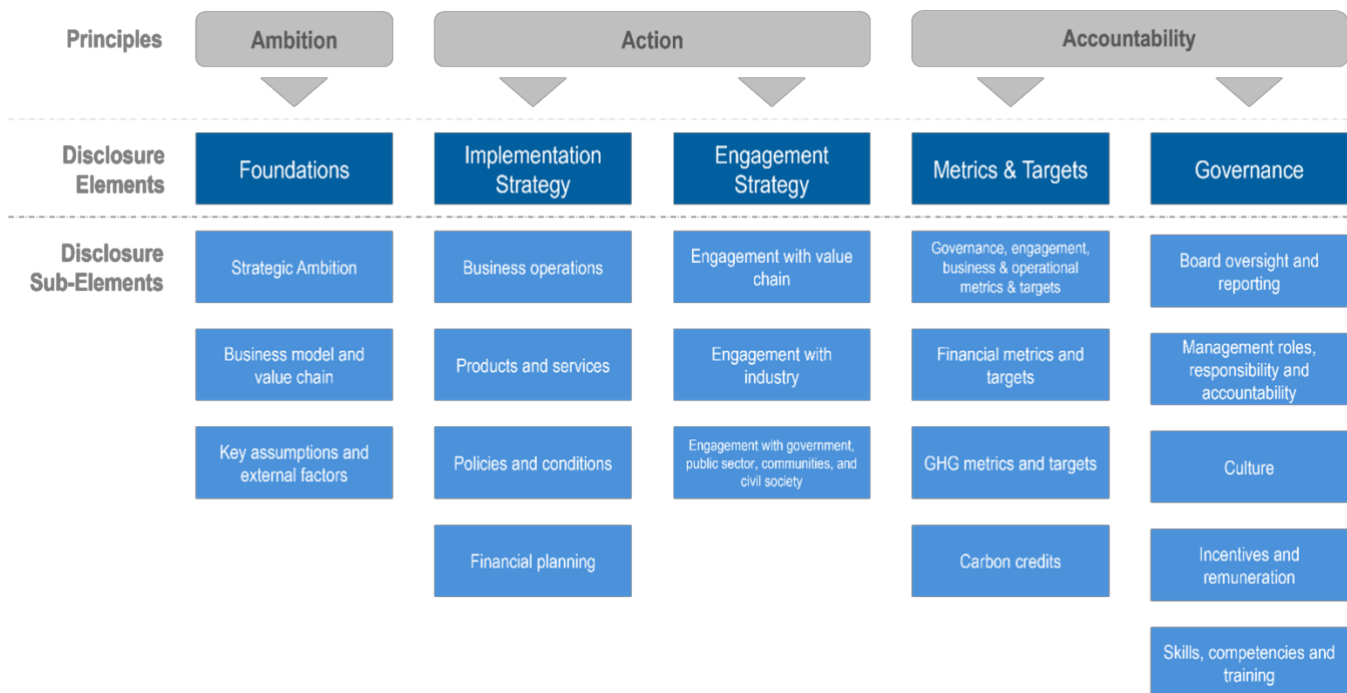 Principles
Ambition
Action
Accountability
Disclosure
Elements
Foundations
Implementation
Strategy
Engagement
Strategy
Metrics & Targets
Governance
Disclosure
Sub-Elements
Strategic Ambition
Business operations
Engagement with value
chain
Governance, engagement,
business & operational
metrics & targets
Board oversight and
reporting
Business model and
value chain
Products and services
Engagement with
industry
Financial metrics and
targets
Management roles,
responsibility and
accountability
Key assumptions and
external factors
Policies and conditions
Engagement with government,
public sector, communities, and
civil society
GHG metrics and targets
Culture
Financial planning
Carbon credits
Incentives and
remuneration
Skills, competencies and
training